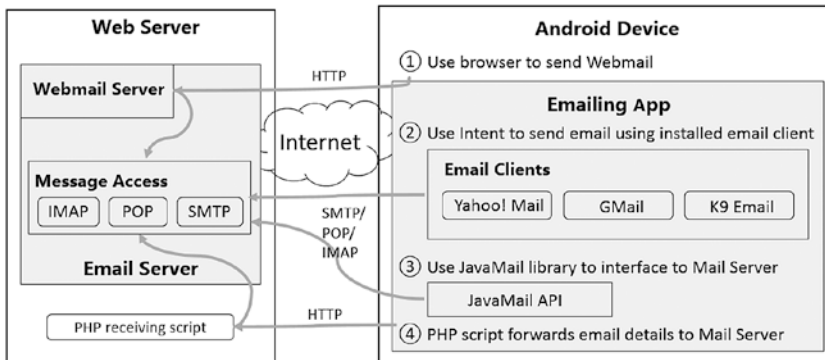 Web Server
Webmail Server
Message Access
IMAP
POP
SMTP
Email Server
PHP receiving script
HTTP
Internet
SMTP/
POP/
IMAP
HTTP
Android Device
1 Use browser to send Webmail
Emailing App
2 Use Intent to send email using installed email client
Email Clients
Yahoo! Mail
GMail
K9 Email
3 Use JavaMail library to interface to Mail Server
JavaMail API
4 PHP script forwards email details to Mail Server